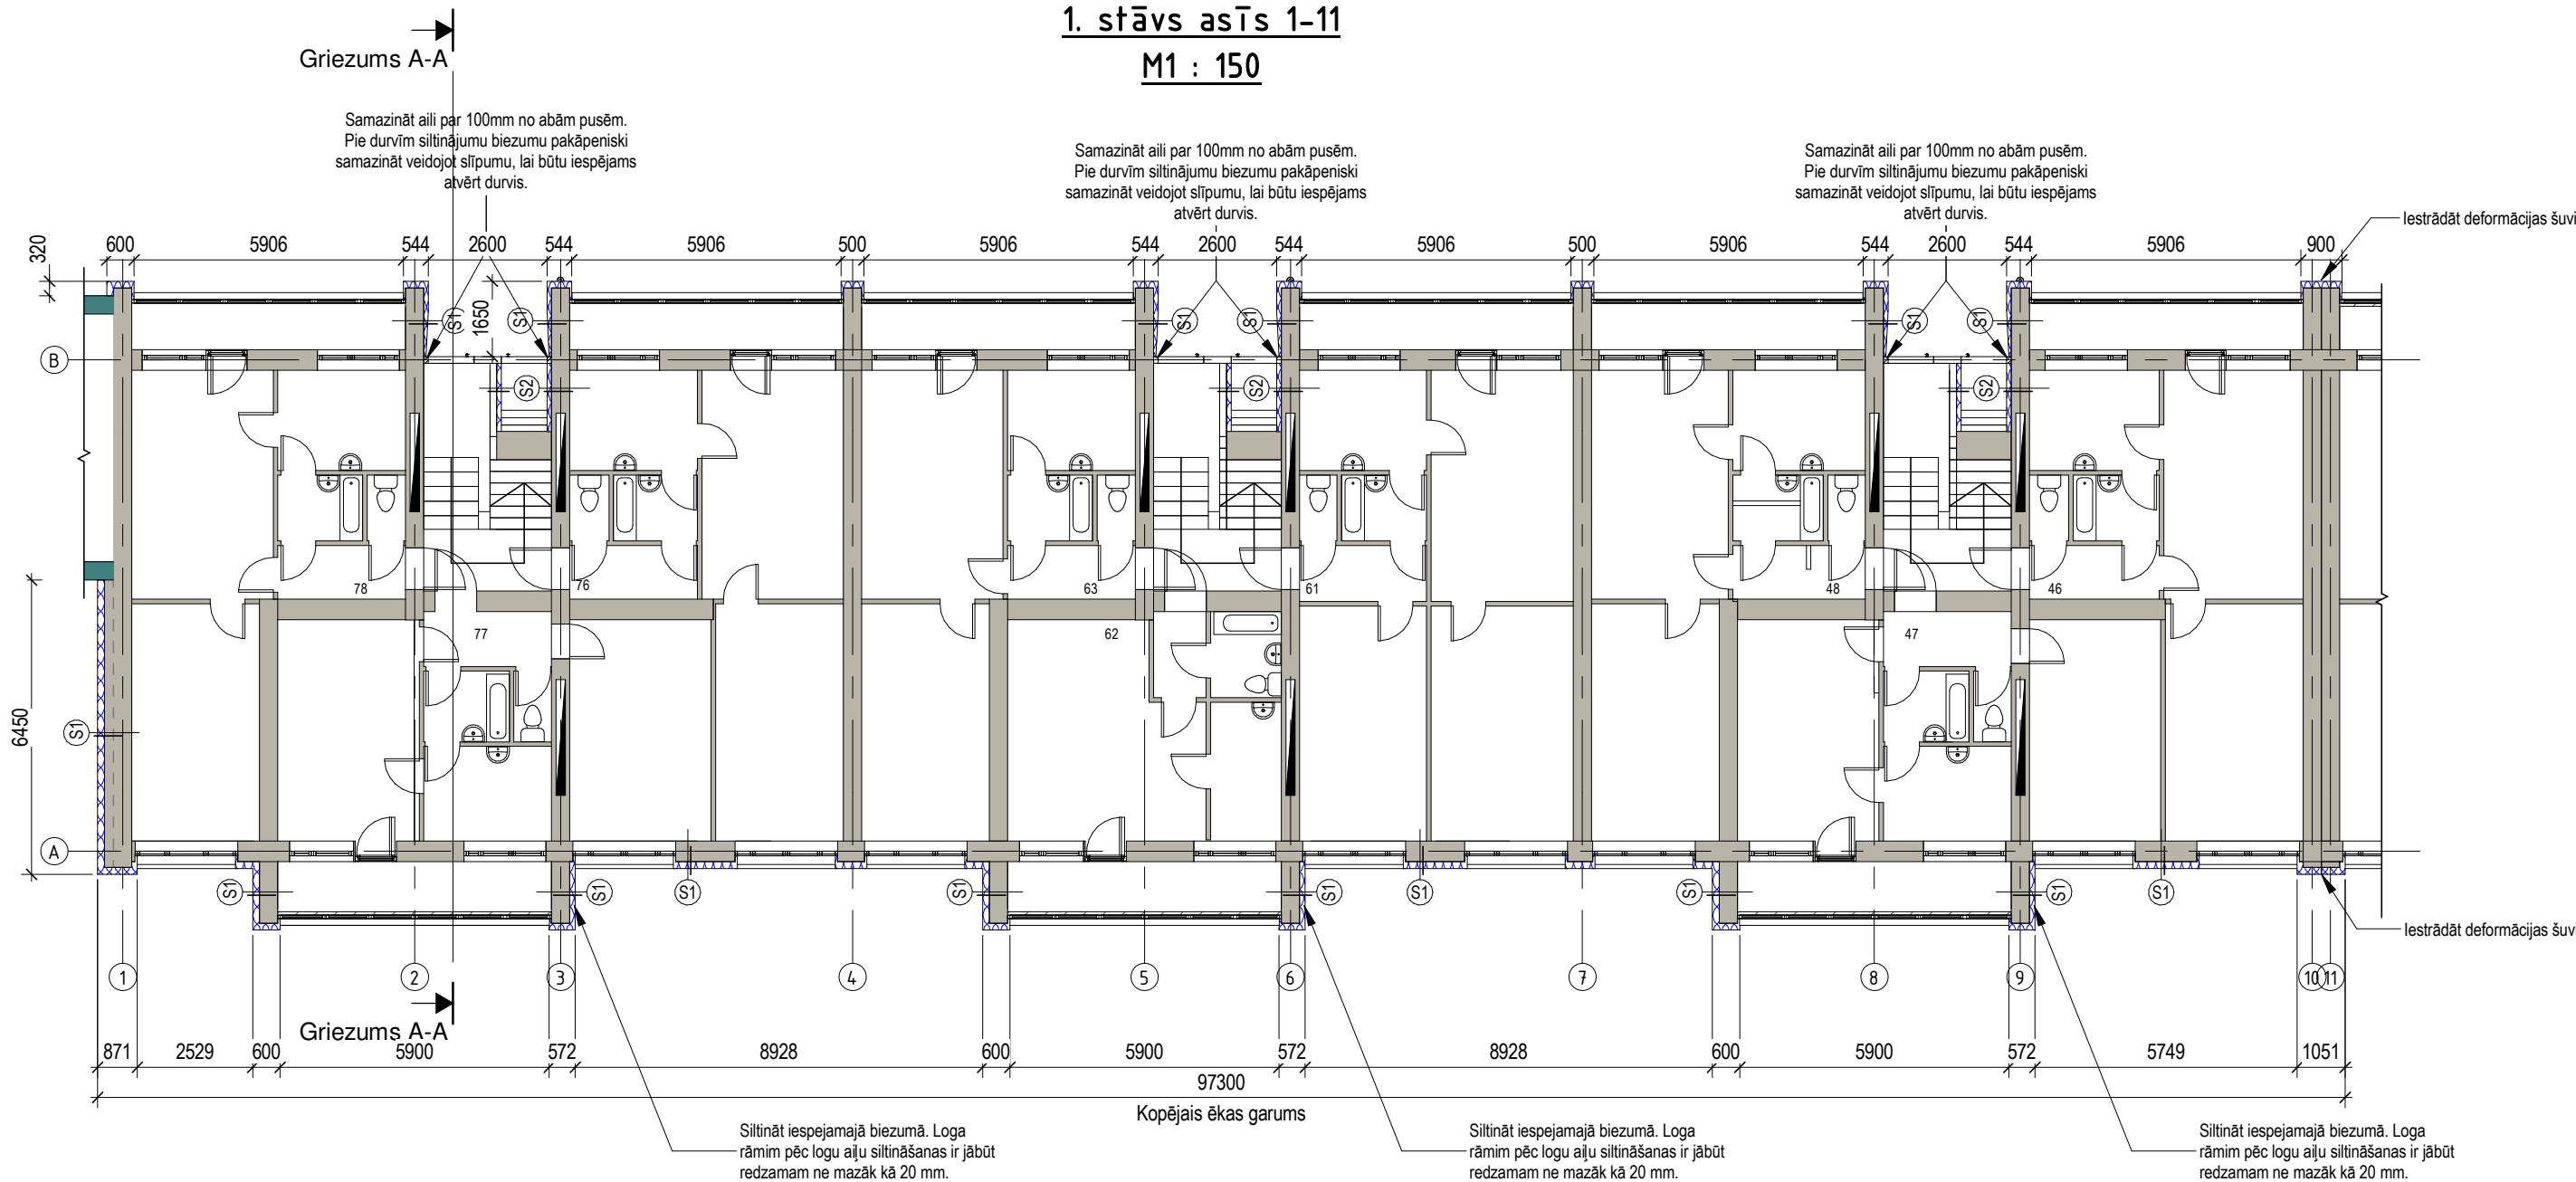 1. stāvs asīs 1-11
M1 : 150
Griezums A-A
Samazināt aili par 100mm no abām pusēm.
Pie durvīm siltinājumu biezumu pakāpeniski
samazināt veidojot slīpumu, lai būtu iespējams
atvērt durvis.
Samazināt aili par 100mm no abām pusēm.
Pie durvīm siltinājumu biezumu pakāpeniski
samazināt veidojot slīpumu, lai būtu iespējams
atvērt durvis.
Samazināt aili par 100mm no abām pusēm.
Pie durvīm siltinājumu biezumu pakāpeniski
samazināt veidojot slīpumu, lai būtu iespējams
atvērt durvis.
Iestrādāt deformācijas šuvi
320 600 5906 544 2600 544 5906 500 5906 544 2600 544 5906 500 5906 544 2600 544 5906 900
1650
S1 S1 S1 S1 S1 S1
B
S2 S2 S2
78 76 63 61 48 46
77 62 47
6450
S1
A
S1 S1 S1 S1 S1 S1 S1 S1 S1
Iestrādāt deformācijas šuvi
1 2 3 4 5 6 7 8 9 10 11
Griezums A-A
871 2529 600 5900 572 8928 600 5900 572 8928 600 5900 572 5749 1051
97300
Kopējais ēkas garums
Siltināt iespejamajā biezumā. Loga
rāmim pēc logu aiļu siltināšanas ir jābūt
redzamam ne mazāk kā 20 mm.
Siltināt iespejamajā biezumā. Loga
rāmim pēc logu aiļu siltināšanas ir jābūt
redzamam ne mazāk kā 20 mm.
Siltināt iespejamajā biezumā. Loga
rāmim pēc logu aiļu siltināšanas ir jābūt
redzamam ne mazāk kā 20 mm.